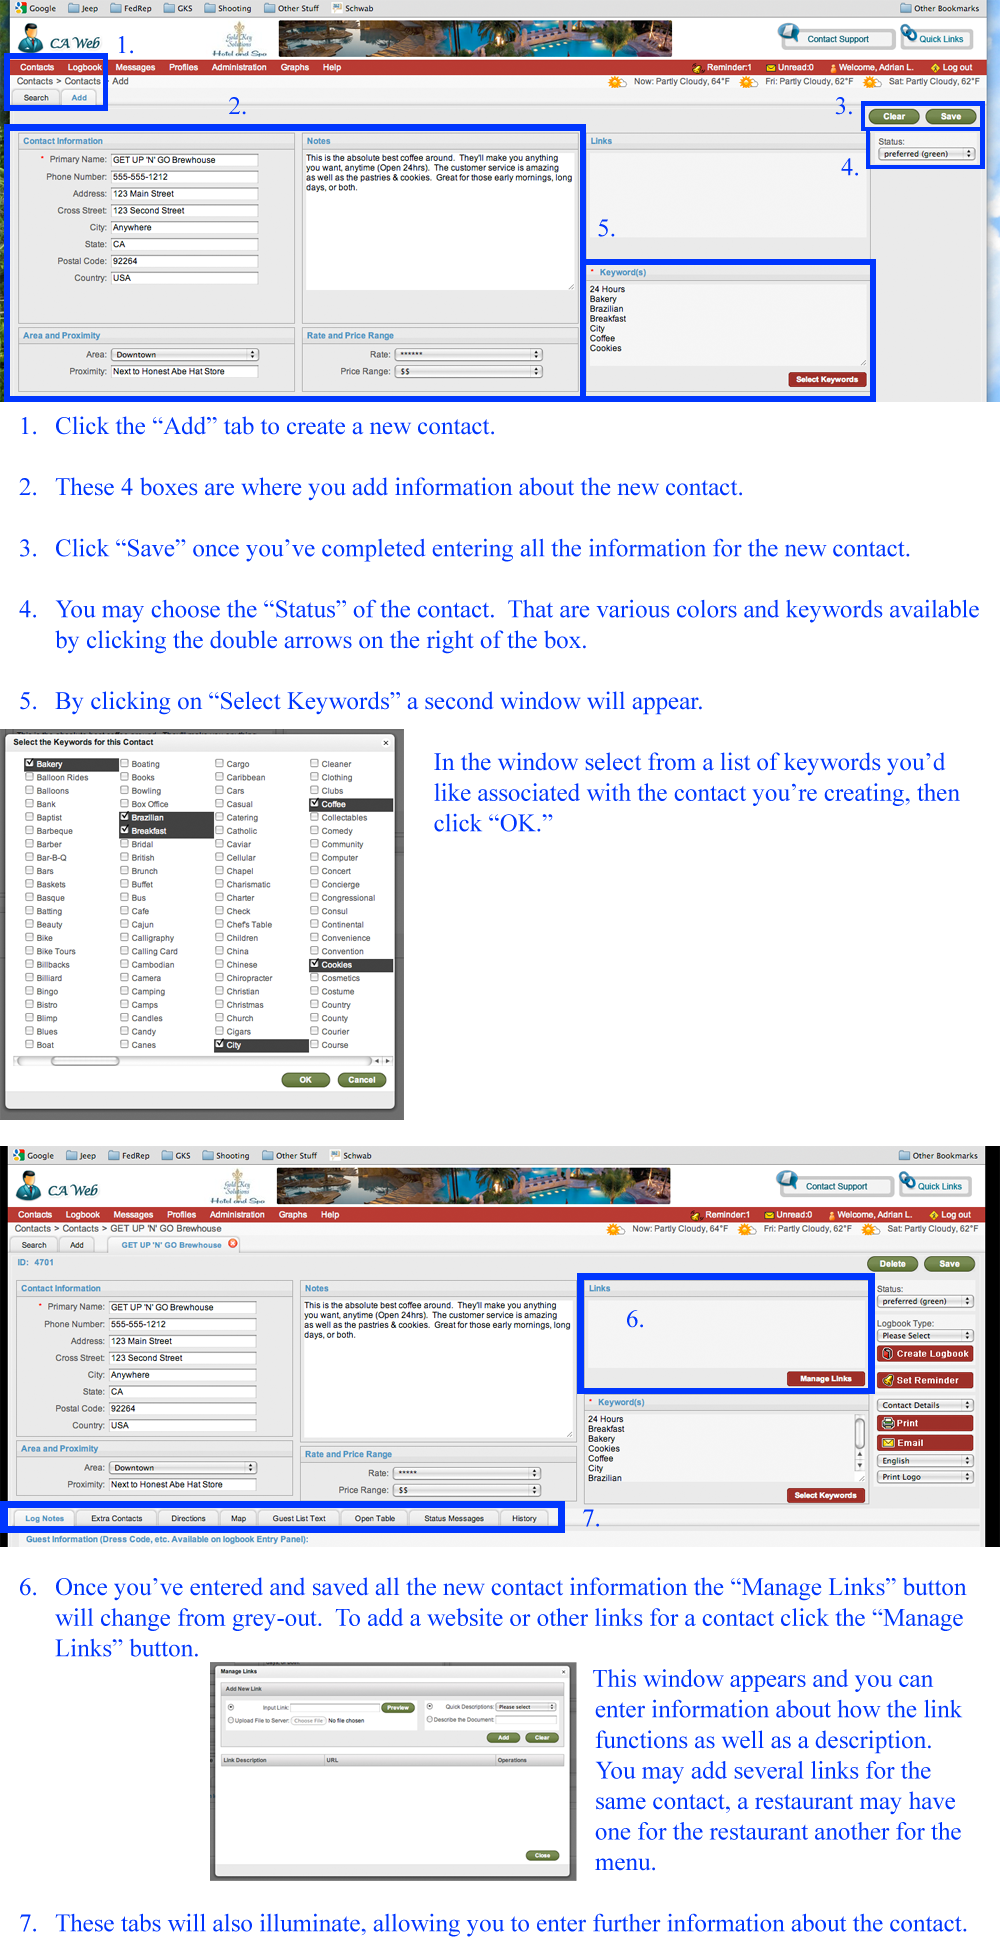 Google Jeep FedRep GKS Shooting Other Stuff Schwab Other Bookmarks
CA Web 1. Gold Key Solutions Hotel and Spa Contact Support Quick Links
Contacts Logbook Messages Profiles Administration Graphs Help Reminder:1 Unread:0 Welcome, Adrian L. Log out
Contacts > Contacts Add Now: Partly Cloudy, 64°F Fri: Partly Cloudy, 62°F Sat: Partly Cloudy, 62°F
Search Add 2. 3. Clear Save
Contact Information Notes Links Status:
preferred (green)
4.
* Primary Name: GET UP 'N' GO Brewhouse
Phone Number: 555-555-1212
Address: 123 Main Street
Cross Street: 123 Second Street
City: Anywhere
State: CA
Postal Code: 92264
Country: USA
This is the absolute best coffee around. They'll make you anything
you want, anytime (Open 24hrs). The customer service is amazing
as well as the pastries & cookies. Great for those early mornings, long
days, or both.
5.
* Keyword(s)
24 Hours
Bakery
Brazilian
Breakfast
City
Coffee
Cookies
Select Keywords
Area and Proximity
Area: Downtown
Proximity: Next to Honest Abe Hat Store
Rate and Price Range
Rate: ******
Price Range: $$
1. Click the “Add” tab to create a new contact.
2. These 4 boxes are where you add information about the new contact.
3. Click “Save” once you’ve completed entering all the information for the new contact.
4. You may choose the “Status” of the contact. That are various colors and keywords available
by clicking the double arrows on the right of the box.
5. By clicking on “Select Keywords” a second window will appear.
Select the Keywords for this Contact x
Bakery Boating Cargo Cleaner
Balloon Rides Books Caribbean Clothing
Balloons Bowling Cars Clubs
Bank Box Office Casual Coffee
Baptist Brazilian Catering Collectables
Barbeque Breakfast Catholic Comedy
Barber Bridal Caviar Community
Bar-B-Q British Cellular Computer
Bars Brunch Chapel Concert
Baskets Buffet Charismatic Concierge
Basque Bus Charter Congressional
Batting Cafe Check Consul
Beauty Cajun Chef's Table Continental
Bike Calligraphy Children Convenience
Bike Tours Calling Card China Convention
Billbacks Cambodian Chinese Cookies
Billiard Camera Chiropracter Cosmetics
Bingo Camping Christian Costume
Bistro Camps Christmas Country
Blimp Candles Church County
Blues Candy Cigars Courier
Boat Canes City Course
OK Cancel
In the window select from a list of keywords you’d
like associated with the contact you’re creating, then
click “OK.”
Google Jeep FedRep GKS Shooting Other Stuff Schwab Other Bookmarks
CA Web Gold Key Solutions Hotel and Spa Contact Support Quick Links
Contacts Logbook Messages Profiles Administration Graphs Help Reminder:1 Unread:0 Welcome, Adrian L. Log out
Contacts > Contacts > GET UP 'N' GO Brewhouse Now: Partly Cloudy, 64°F Fri: Partly Cloudy, 62°F Sat: Partly Cloudy, 62°F
Search Add GET UP 'N' GO Brewhouse
ID: 4701 Delete Save
Contact Information Notes Links Status:
* Primary Name: GET UP 'N' GO Brewhouse
Phone Number: 555-555-1212
Address: 123 Main Street
Cross Street: 123 Second Street
City: Anywhere
State: CA
Postal Code: 92264
Country: USA
This is the absolute best coffee around. They'll make you anything
you want, anytime (Open 24hrs). The customer service is amazing
as well as the pastries & cookies. Great for those early mornings, long
days, or both.
6.
Manage Links
preferred (green)
Logbook Type:
Please Select
Create Logbook
Set Reminder
Contact Details
Print
Email
English
Print Logo
* Keyword(s)
24 Hours
Breakfast
Bakery
Cookies
Coffee
City
Brazilian
Select Keywords
Area and Proximity
Area: Downtown
Proximity: Next to Honest Abe Hat Store
Rate and Price Range
Rate: *****
Price Range: $$
Log Notes Extra Contacts Directions Map Guest List Text Open Table Status Messages History 7.
Guest Information (Dress Code, etc. Available on logbook Entry Panel):
6. Once you’ve entered and saved all the new contact information the “Manage Links” button
will change from grey-out. To add a website or other links for a contact click the “Manage
Links” button.
Manage Links x
Add New Link
Input Link: Preview Quick Descriptions: Please select
Upload File to Server: Choose File No file chosen Describe the Document:
Add Clear
Link Description URL Operations
Close
This window appears and you can
enter information about how the link
functions as well as a description.
You may add several links for the
same contact, a restaurant may have
one for the restaurant another for the
menu.
7. These tabs will also illuminate, allowing you to enter further information about the contact.